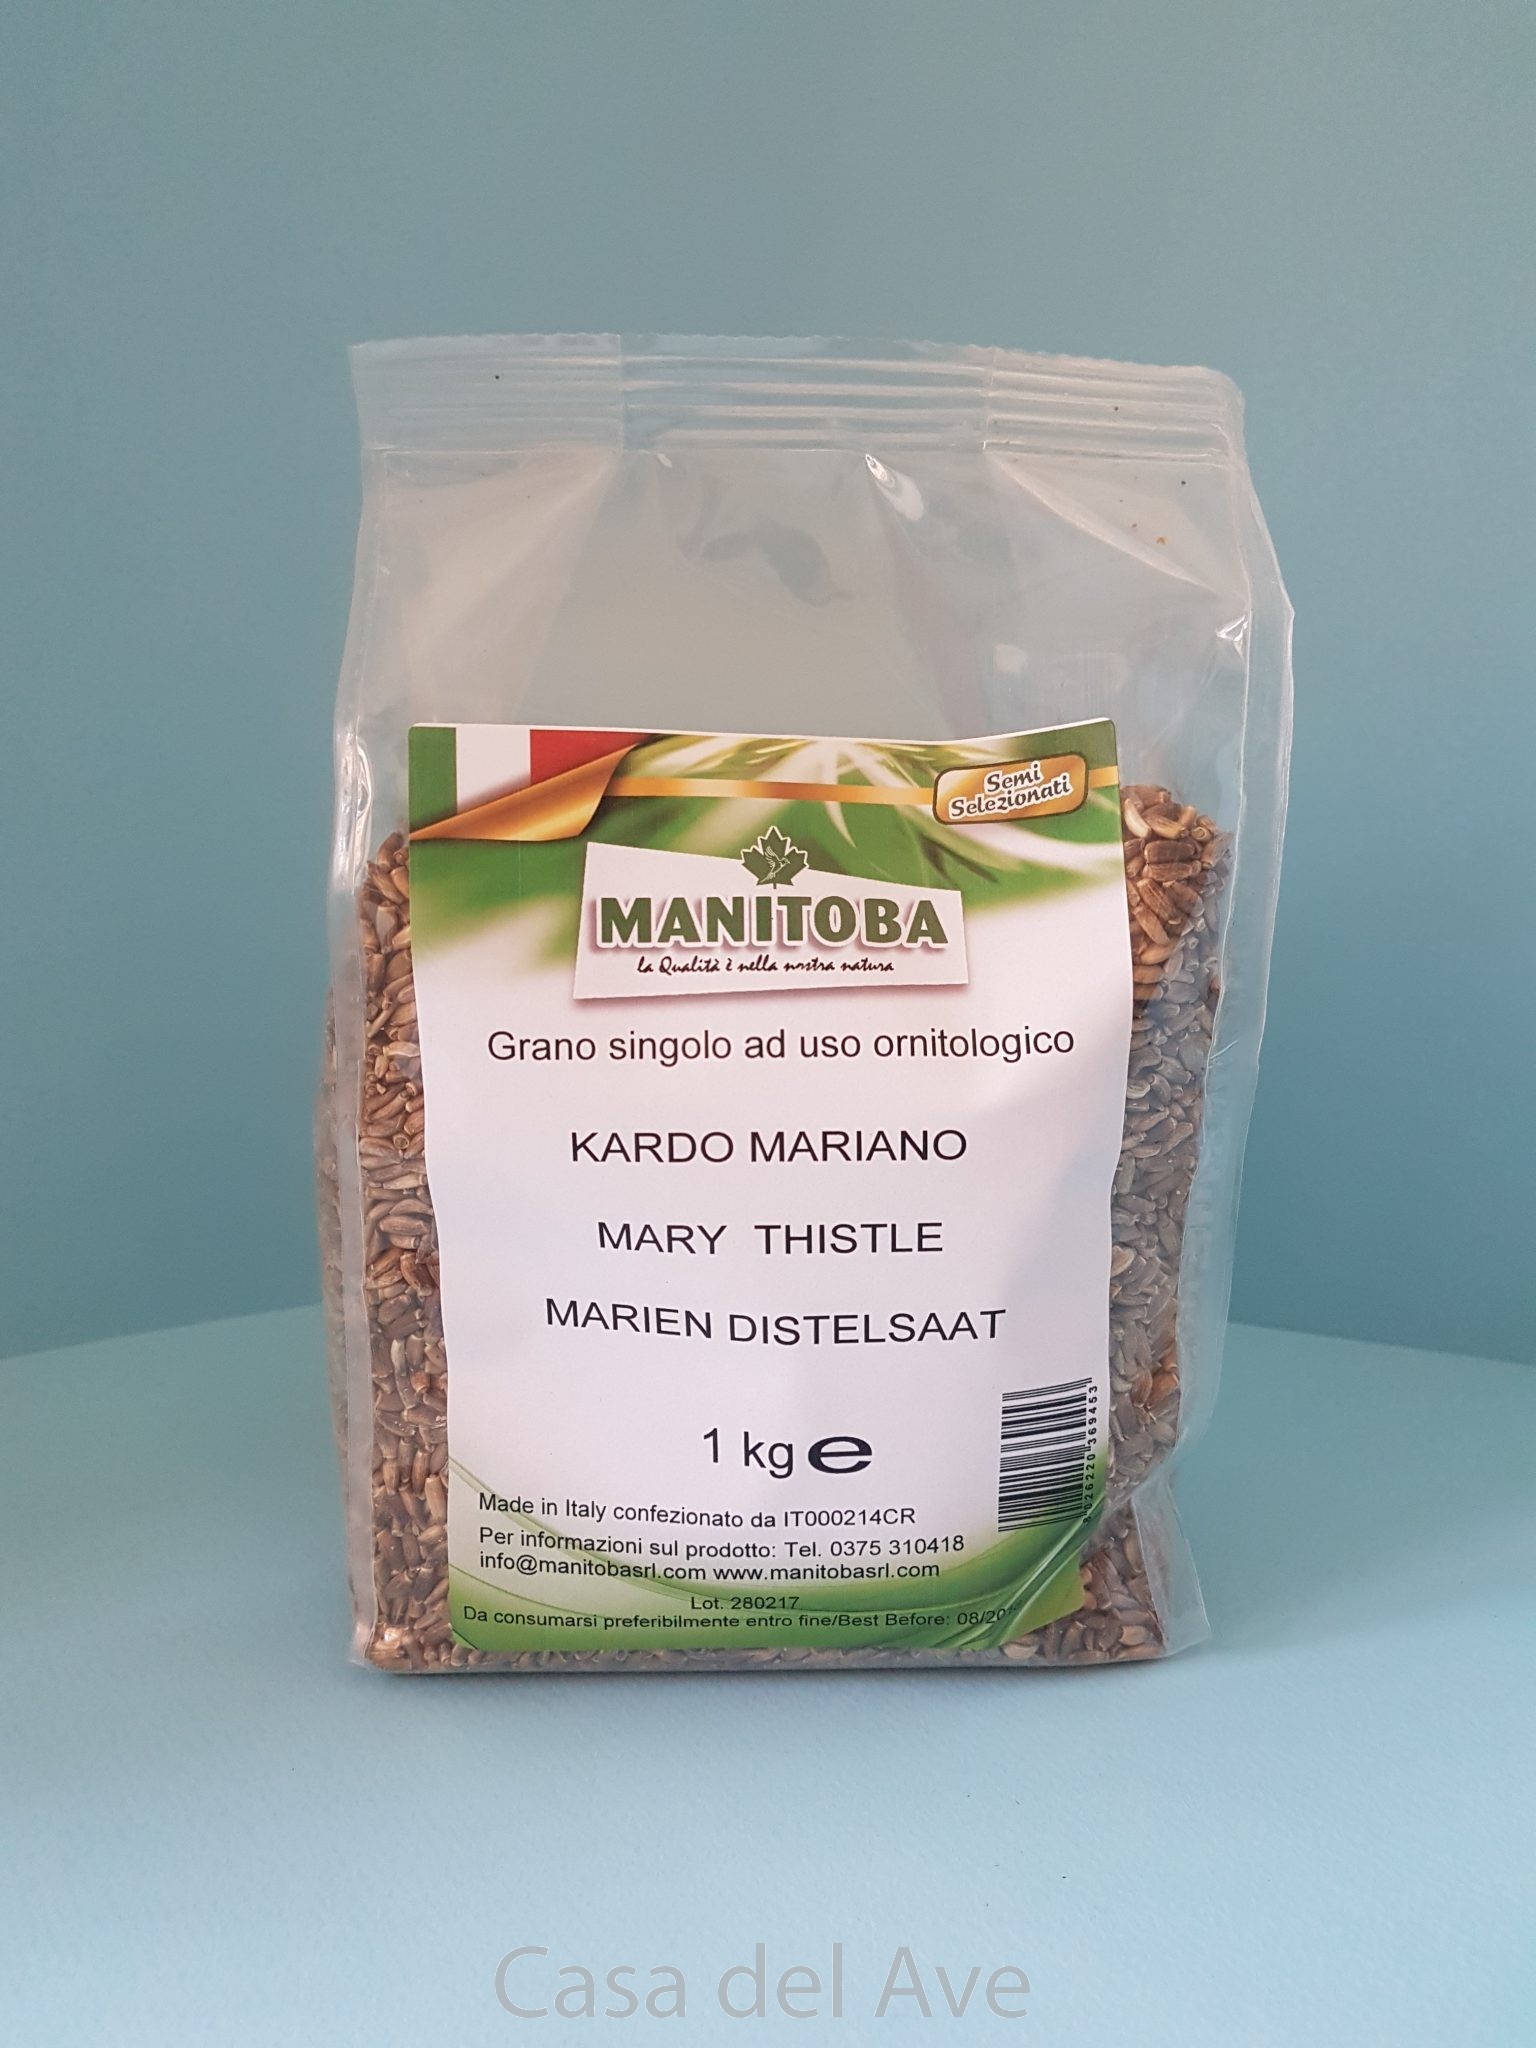 Semi
Selezionati
MANITOBA
la Qualità è nella nostra natura
Grano singolo ad uso ornitologico
KARDO MARIANO
MARY THISTLE
MARIEN DISTELSAAT
1 kg e
8026220369453
Made in Italy confezionato da IT000214CR
Per informazioni sul prodotto: Tel. 0375 310418
info@manitobasrl.com www.manitobasrl.com
Lot. 280217
Da consumarsi preferibilmente entro fine/Best Before:
Casa del Ave